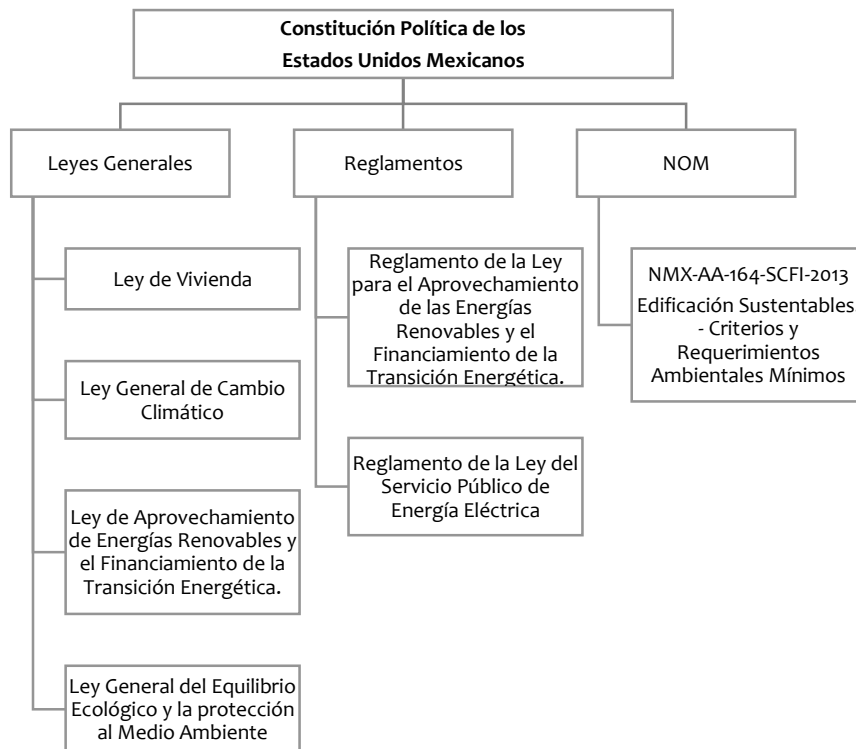 Constitución Política de los
Estados Unidos Mexicanos
Leyes Generales
Reglamentos
NOM
Ley de Vivienda
Ley General de Cambio
Climático
Ley de Aprovechamiento
de Energías Renovables y
el Financiamiento de la
Transición Energética.
Ley General del Equilibrio
Ecológico y la protección
al Medio Ambiente
Reglamento de la Ley
para el Aprovechamiento
de las Energías
Renovables y el
Financiamiento de la
Transición Energética.
Reglamento de la Ley del
Servicio Público de
Energía Eléctrica
NMX-AA-164-SCFI-2013
Edificación Sustentables.
- Criterios y
Requerimientos
Ambientales Mínimos